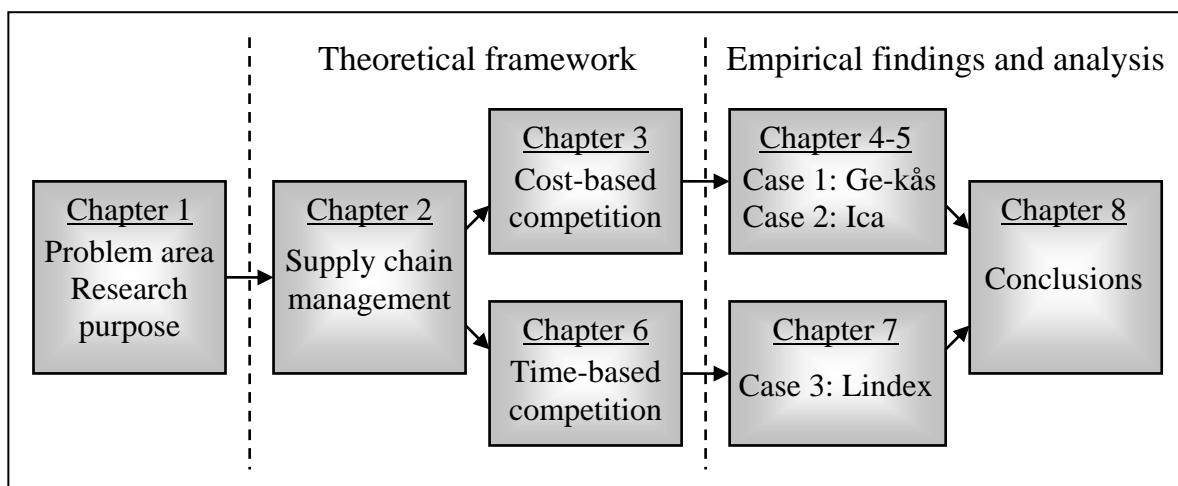 Theoretical framework
Empirical findings and analysis
Chapter 1
Problem area
Research
purpose
Chapter 2
Supply chain
management
Chapter 3
Cost-based
competition
Chapter 4-5
Case 1: Ge-kås
Case 2: Ica
Chapter 6
Time-based
competition
Chapter 7
Case 3: Lindex
Chapter 8
Conclusions